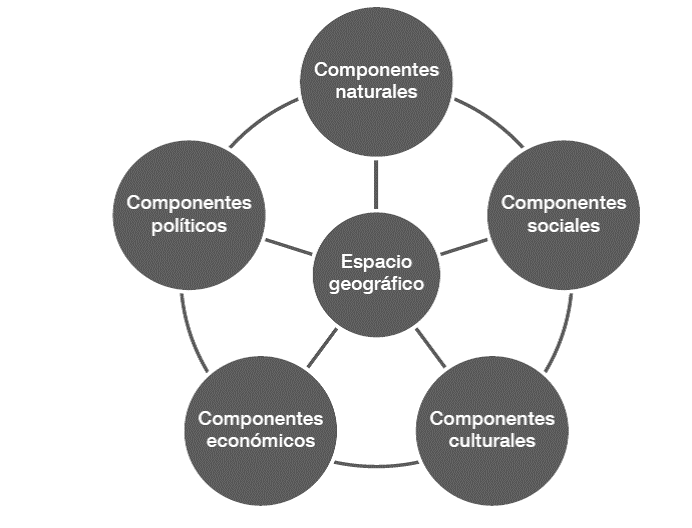 Componentes
naturales
Componentes
políticos
Componentes
sociales
Espacio
geográfico
Componentes
económicos
Componentes
culturales